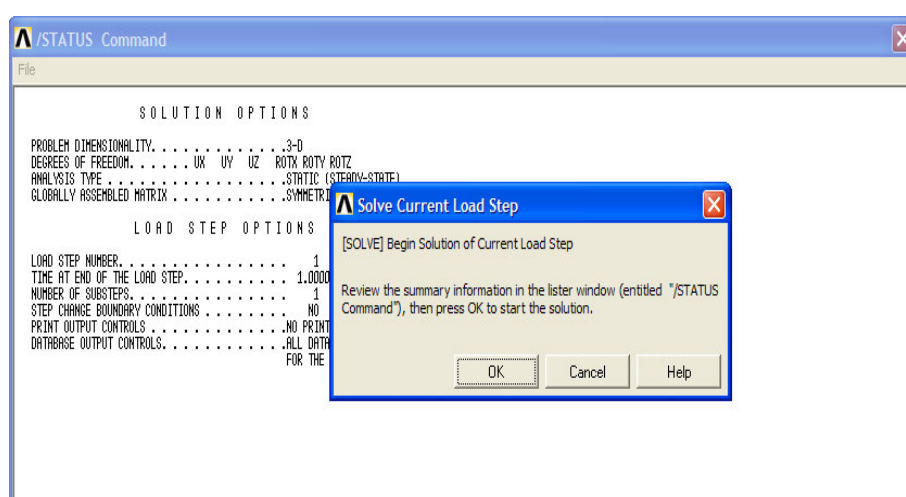 /STATUS Command
File
SOLUTION OPTIONS
PROBLEM DIMENSIONALITY. . . . . . . . . . . . .3-D
DEGREES OF FREEDOM. . . . . . UX UY UZ ROTX ROTY ROTZ
ANALYSIS TYPE . . . . . . . . . . . . . . . . .STATIC (STEADY-STATE)
GLOBALLY ASSEMBLED MATRIX . . . . . . . . . . .SYMMETRI
LOAD STEP OPTIONS
LOAD STEP NUMBER. . . . . . . . . . . . . . . . 1
TIME AT END OF THE LOAD STEP. . . . . . . . . . 1.0000
NUMBER OF SUBSTEPS. . . . . . . . . . . . . . . 1
STEP CHANGE BOUNDARY CONDITIONS . . . . . . . . NO
PRINT OUTPUT CONTROLS . . . . . . . . . . . . .NO PRINT
DATABASE OUTPUT CONTROLS. . . . . . . . . . . .ALL DATA
FOR THE
Solve Current Load Step
[SOLVE] Begin Solution of Current Load Step
Review the summary information in the lister window (entitled "/STATUS
Command"), then press OK to start the solution.
OK Cancel Help